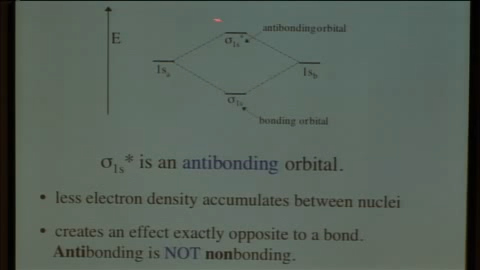 antibonding orbital
E
σ1s*
1sa
1sb
σ1s
bonding orbital
σ1s* is an antibonding orbital.
• less electron density accumulates between nuclei
• creates an effect exactly opposite to a bond.
Antibonding is NOT nonbonding.